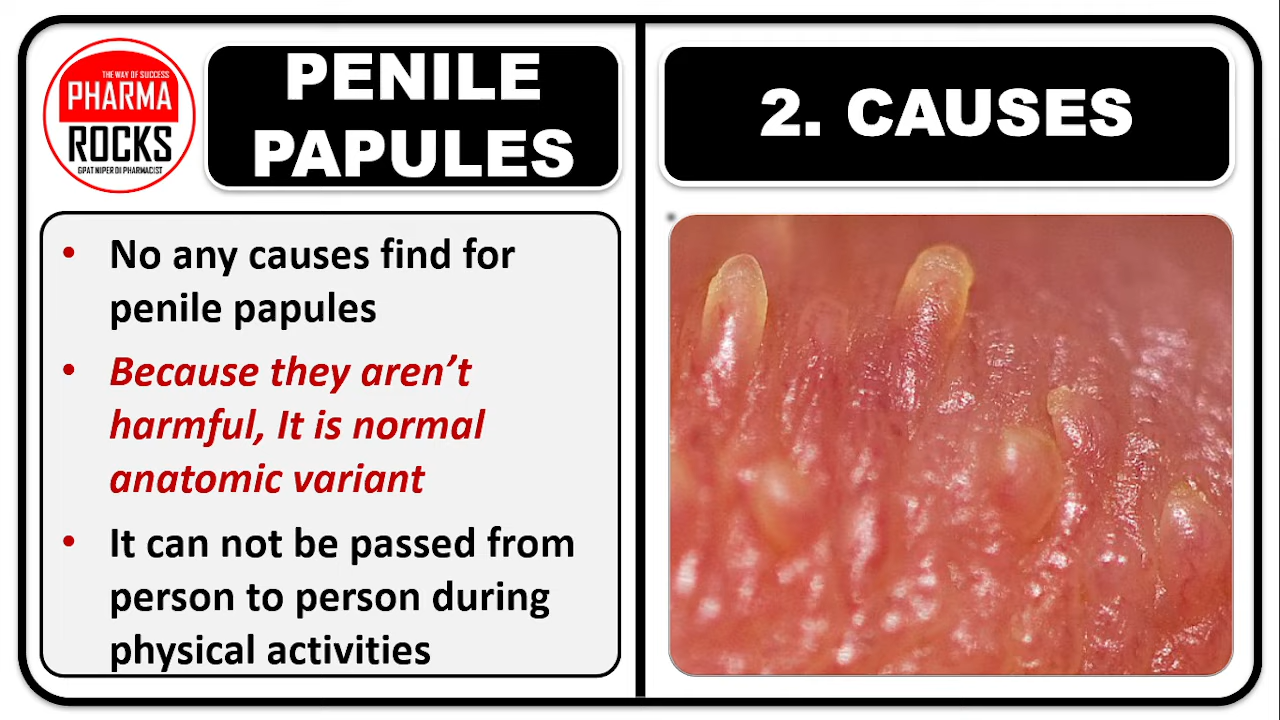 THE WAY OF SUCCESS
PHARMA
ROCKS
GPAT NIPER DI PHARMACIST
PENILE
PAPULES
2. CAUSES
• No any causes find for
penile papules
• Because they aren’t
harmful, It is normal
anatomic variant
• It can not be passed from
person to person during
physical activities